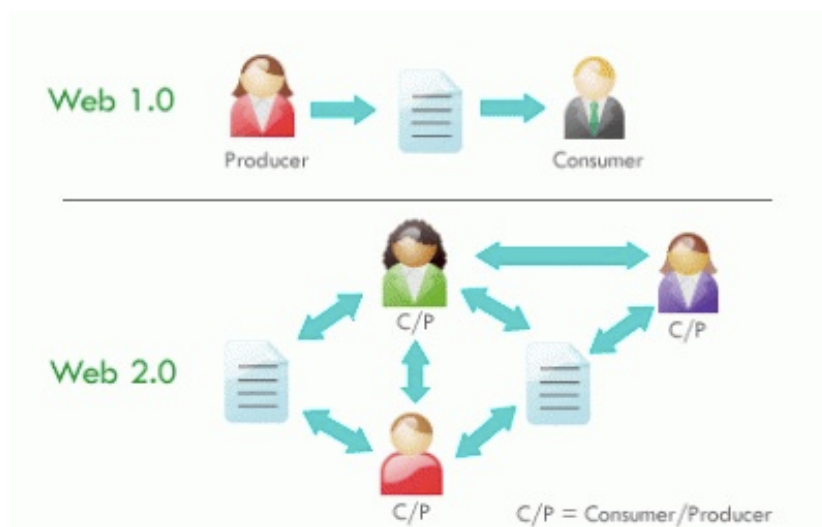 Web 1.0
Producer
Consumer
C/P
C/P
Web 2.0
C/P
C/P = Consumer/Producer